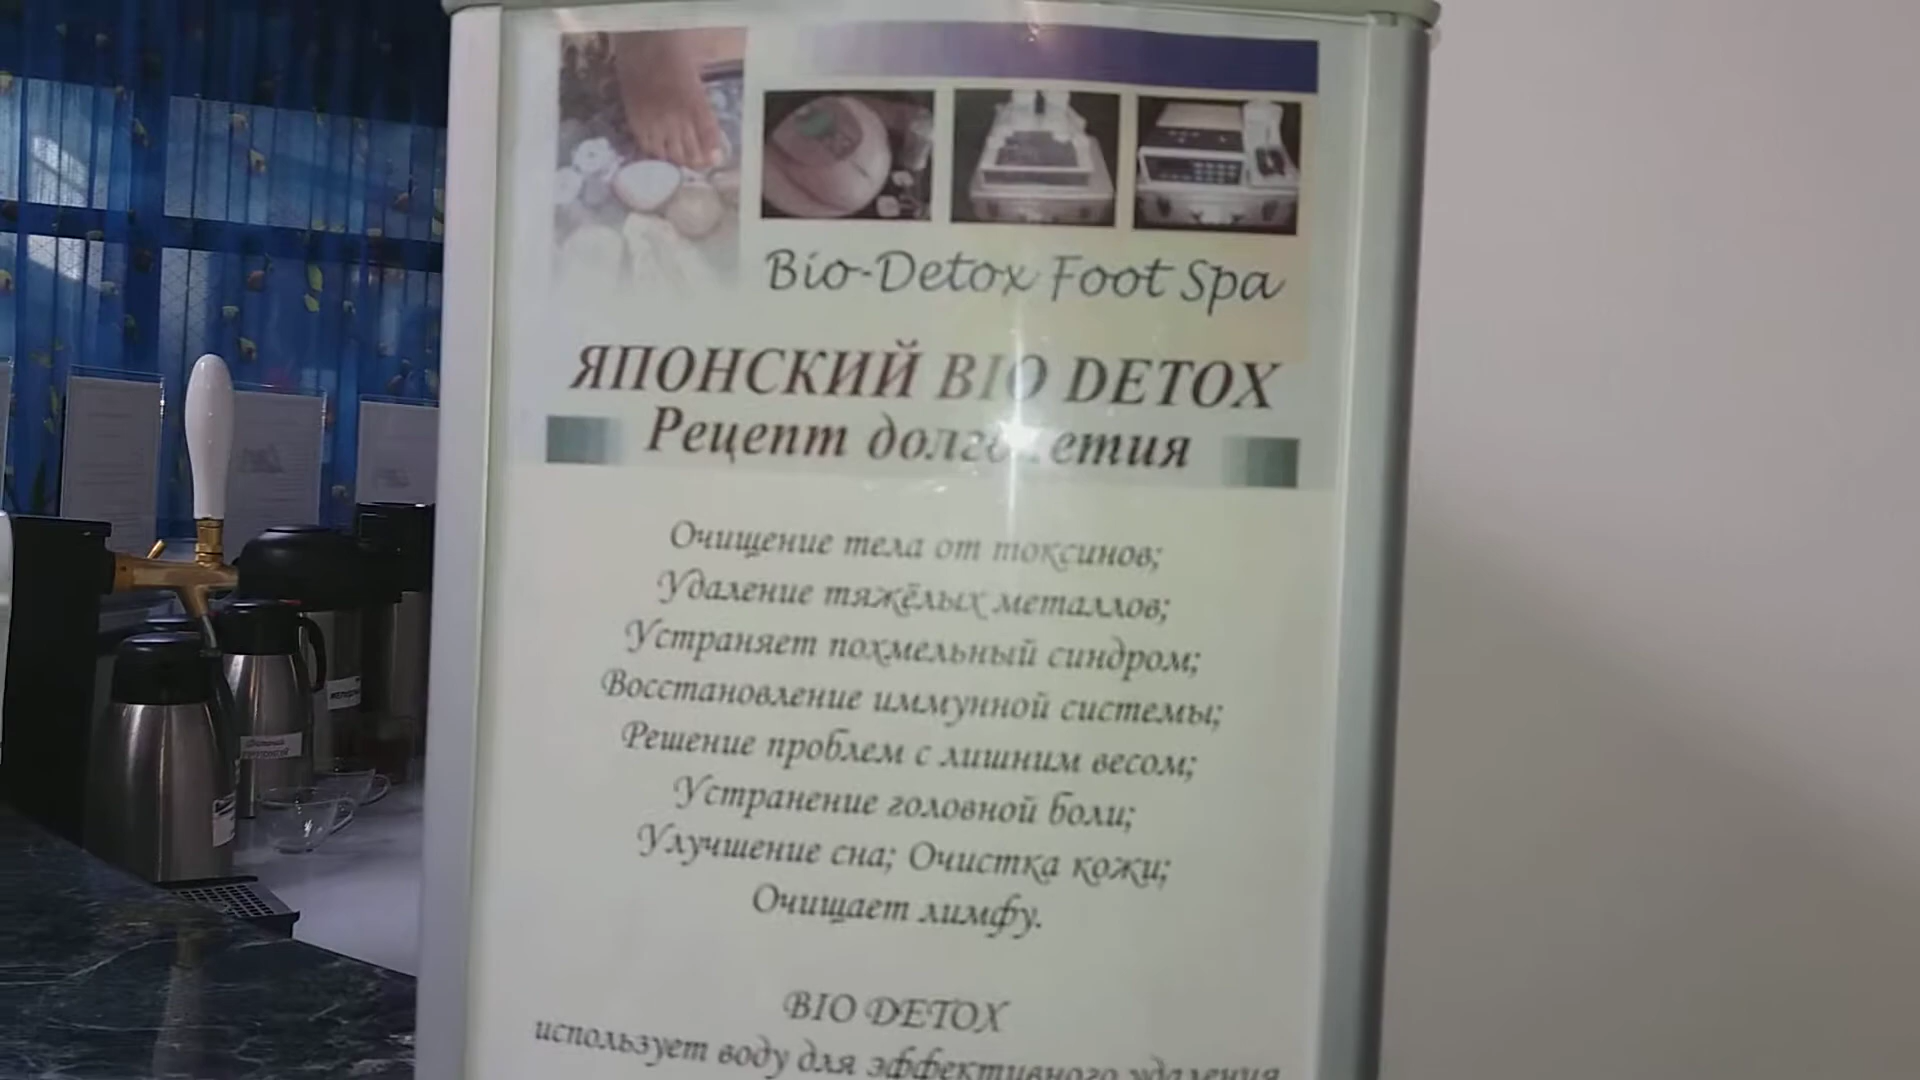 Bio-Detox Foot Spa
ЯПОНСКИЙ BIO DETOX
Рецепт долголетия
Очищение тела от токсинов;
Удаление тяжёлых металлов;
Устраняет похмельный синдром;
Восстановление иммунной системы;
Решение проблем с лишним весом;
Устранение головной боли;
Улучшение сна; Очистка кожи;
Очищает лимфу.
BIO DETOX
использует воду для эффективного удаления